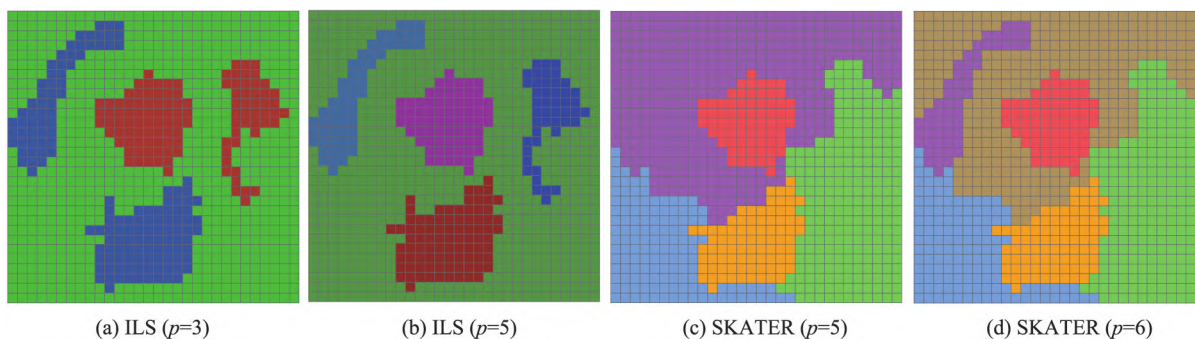 (a) ILS (p=3)
(b) ILS (p=5)
(c) SKATER (p=5)
(d) SKATER (p=6)